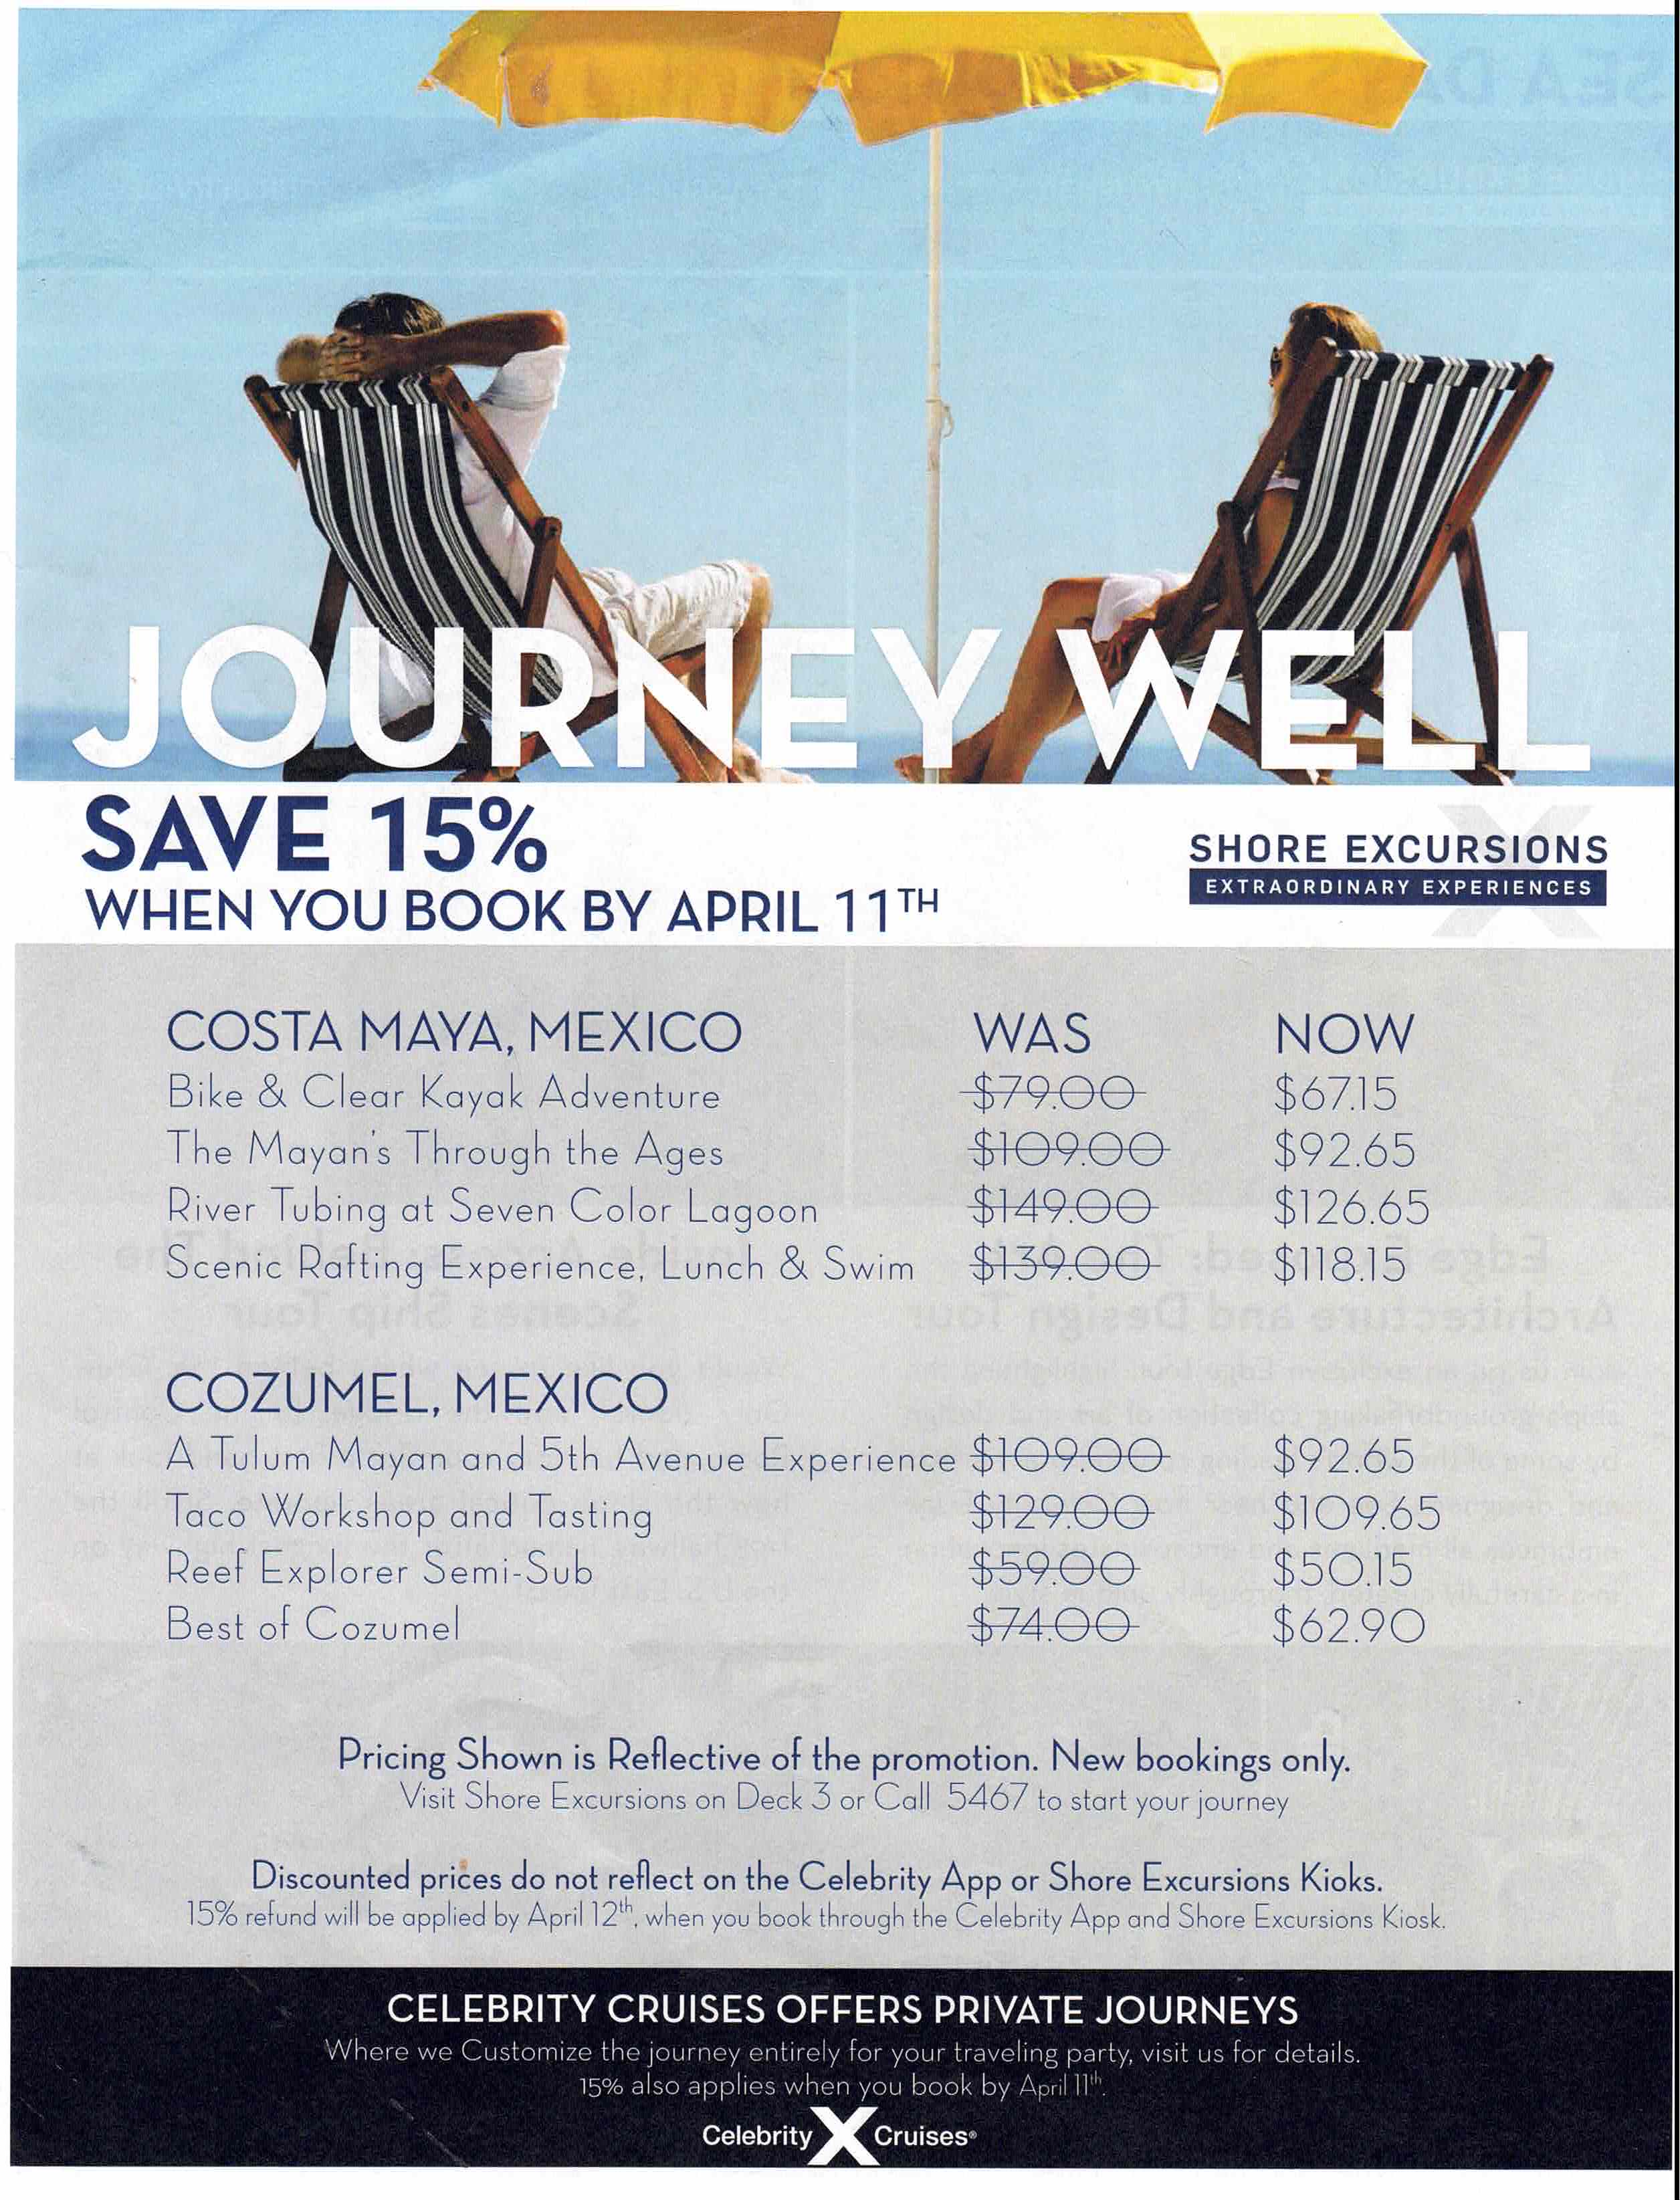 JOURNEY WELL
SAVE 15%
WHEN YOU BOOK BY APRIL 11TH
SHORE EXCURSIONS
EXTRAORDINARY EXPERIENCES
COSTA MAYA, MEXICO WAS NOW
Bike & Clear Kayak Adventure $79.00 $67.15
The Mayan's Through the Ages $109.00 $92.65
River Tubing at Seven Color Lagoon $149.00 $126.65
Scenic Rafting Experience, Lunch & Swim $139.00 $118.15
COZUMEL, MEXICO
A Tulum Mayan and 5th Avenue Experience $109.00 $92.65
Taco Workshop and Tasting $129.00 $109.65
Reef Explorer Semi-Sub $59.00 $50.15
Best of Cozumel $74.00 $62.90
Pricing Shown is Reflective of the promotion. New bookings only.
Visit Shore Excursions on Deck 3 or Call 5467 to start your journey
Discounted prices do not reflect on the Celebrity App or Shore Excursions Kioks.
15% refund will be applied by April 12th, when you book through the Celebrity App and Shore Excursions Kiosk.
CELEBRITY CRUISES OFFERS PRIVATE JOURNEYS
Where we Customize the journey entirely for your traveling party, visit us for details.
15% also applies when you book by April 11th.
Celebrity X Cruises®